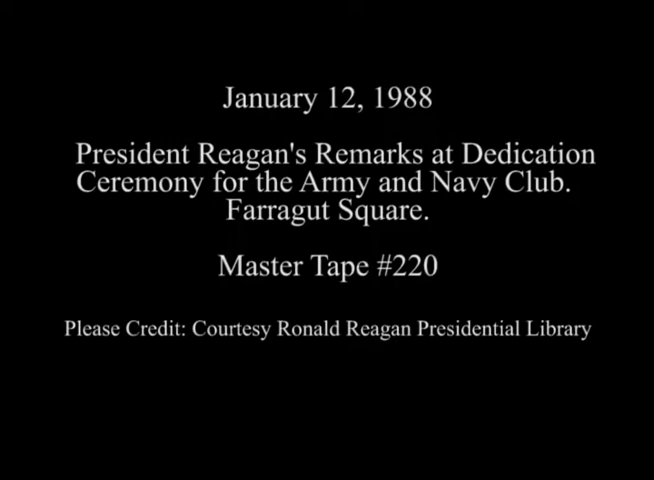 January 12, 1988
President Reagan's Remarks at Dedication
Ceremony for the Army and Navy Club.
Farragut Square.
Master Tape #220
Please Credit: Courtesy Ronald Reagan Presidential Library